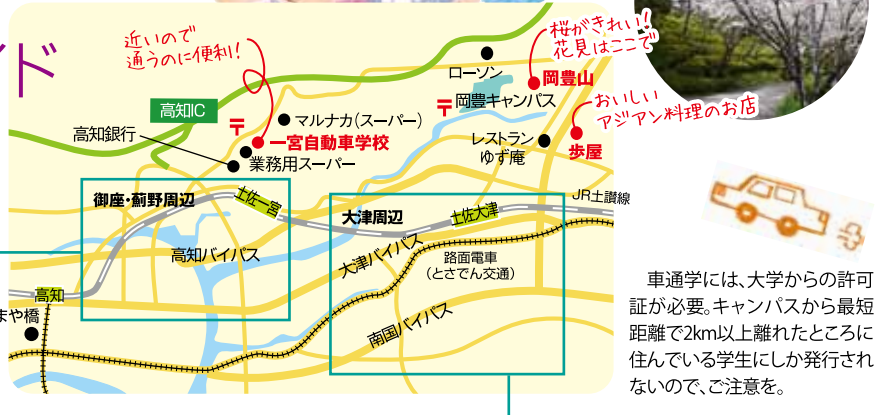 イド
近いので
通うのに便利!
桜がきれい!
花見はここで
ローソン
岡豊山
高知IC
〒
マルナカ(スーパー)
〒
岡豊キャンパス
おいしい
アジアン料理のお店
高知銀行
一宮自動車学校
業務用スーパー
レストラン
ゆず庵
歩屋
御座・薊野周辺
土佐一宮
大津周辺
土佐大津
JR土讃線
高知バイパス
大津バイパス
路面電車
(とさでん交通)
高知
まや橋
南国バイパス
車通学には、大学からの許可
証が必要。キャンパスから最短
距離で2km以上離れたところに
住んでいる学生にしか発行され
ないので、ご注意を。